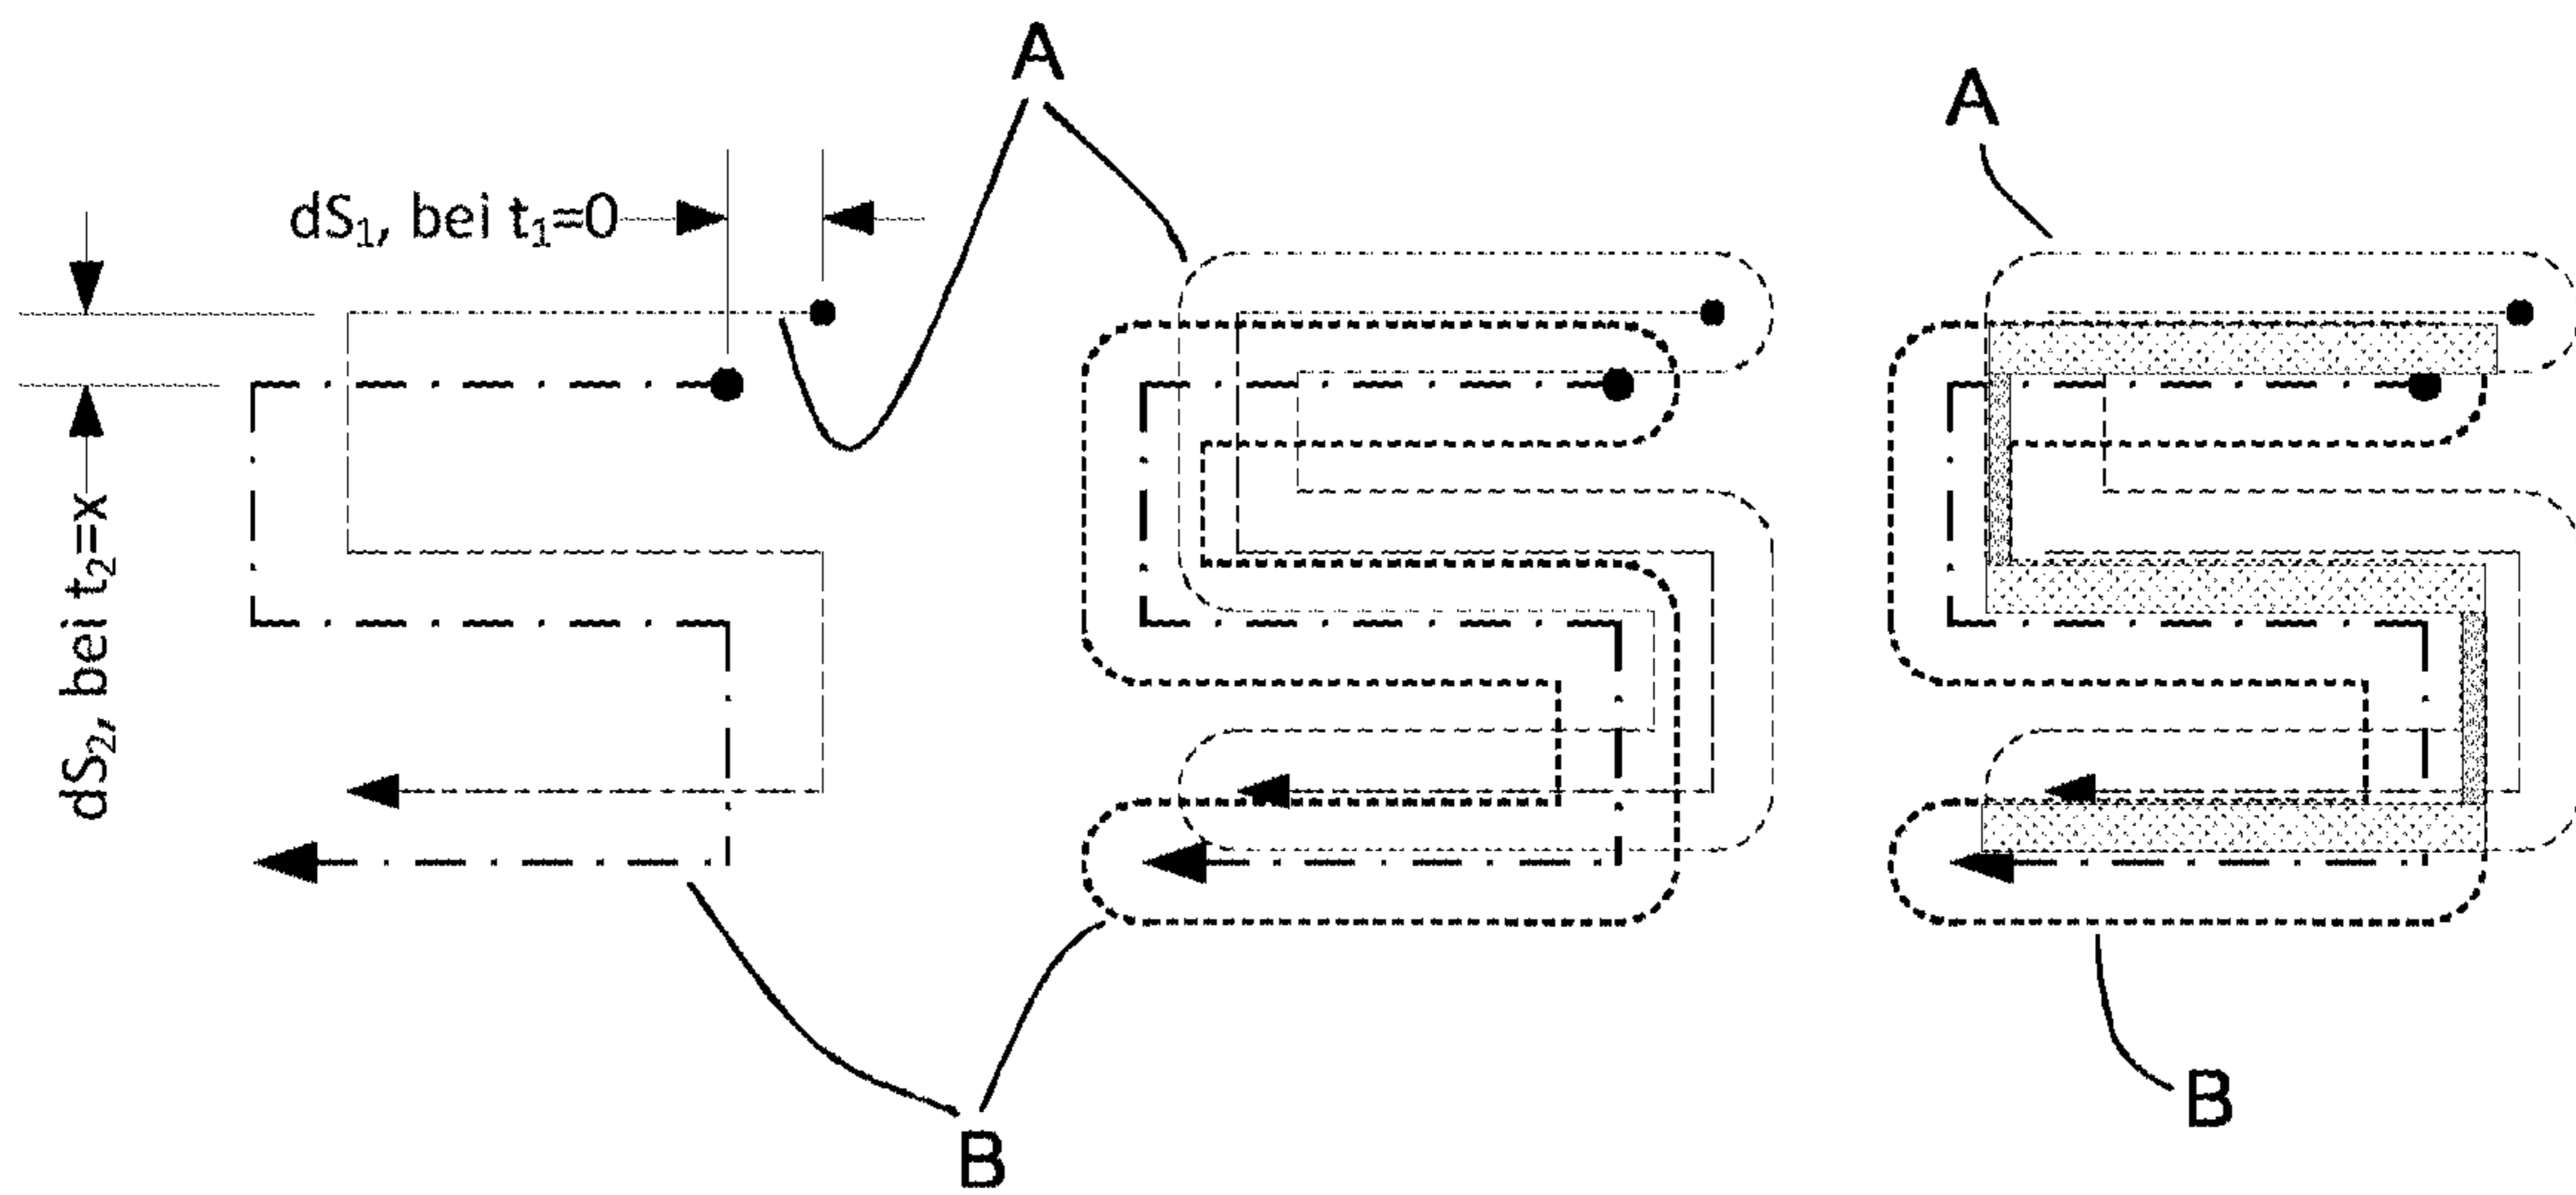 A
A
dS₁, bei t₁=0
dS₂, bei t₂=x
B
B